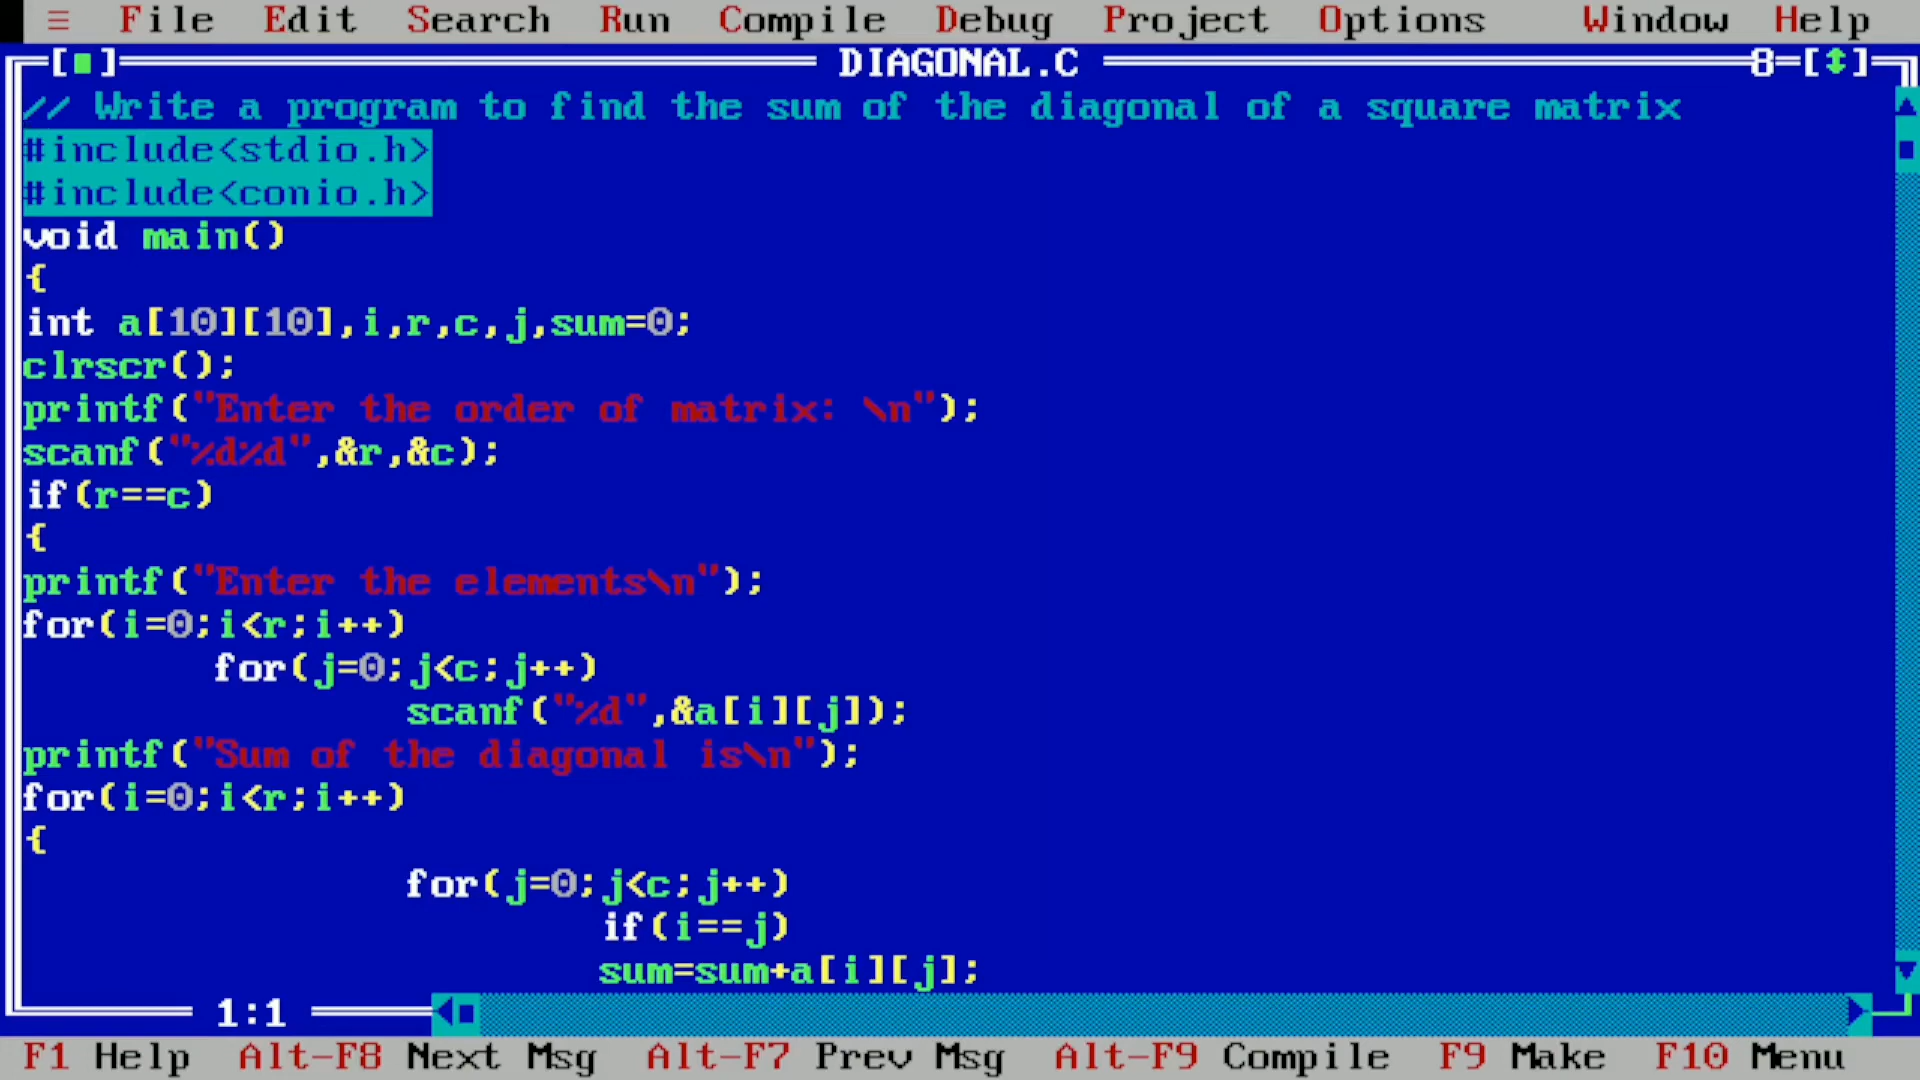 ≡ File Edit Search Run Compile Debug Project Options Window Help
[■] DIAGONAL.C 8=[↕]
// Write a program to find the sum of the diagonal of a square matrix
#include<stdio.h>
#include<conio.h>
void main()
{
int a[10][10],i,r,c,j,sum=0;
clrscr();
printf("Enter the order of matrix: \n");
scanf("%d%d",&r,&c);
if(r==c)
{
printf("Enter the elements\n");
for(i=0;i<r;i++)
        for(j=0;j<c;j++)
                scanf("%d",&a[i][j]);
printf("Sum of the diagonal is\n");
for(i=0;i<r;i++)
{
                for(j=0;j<c;j++)
                        if(i==j)
                        sum=sum+a[i][j];
1:1
F1 Help Alt-F8 Next Msg Alt-F7 Prev Msg Alt-F9 Compile F9 Make F10 Menu